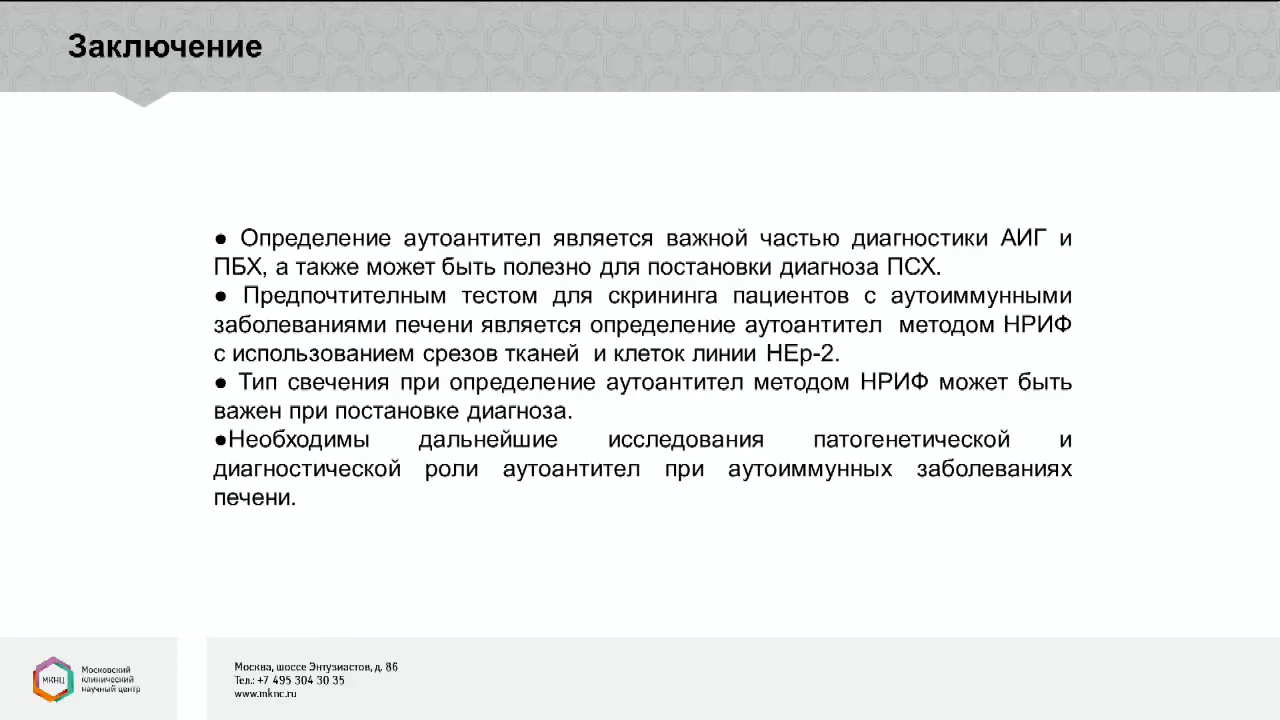 Заключение
● Определение аутоантител является важной частью диагностики АИГ и
ПБХ, а также может быть полезно для постановки диагноза ПСХ.
● Предпочтителным тестом для скрининга пациентов с аутоиммунными
заболеваниями печени является определение аутоантител методом НРИФ
с использованием срезов тканей и клеток линии НЕр-2.
● Тип свечения при определение аутоантител методом НРИФ может быть
важен при постановке диагноза.
●Необходимы дальнейшие исследования патогенетической и
диагностической роли аутоантител при аутоиммунных заболеваниях
печени.
МКНЦ
Московский
клинический
научный центр
Москва, шоссе Энтузиастов, д. 86
Тел.: +7 495 304 30 35
www.mknc.ru